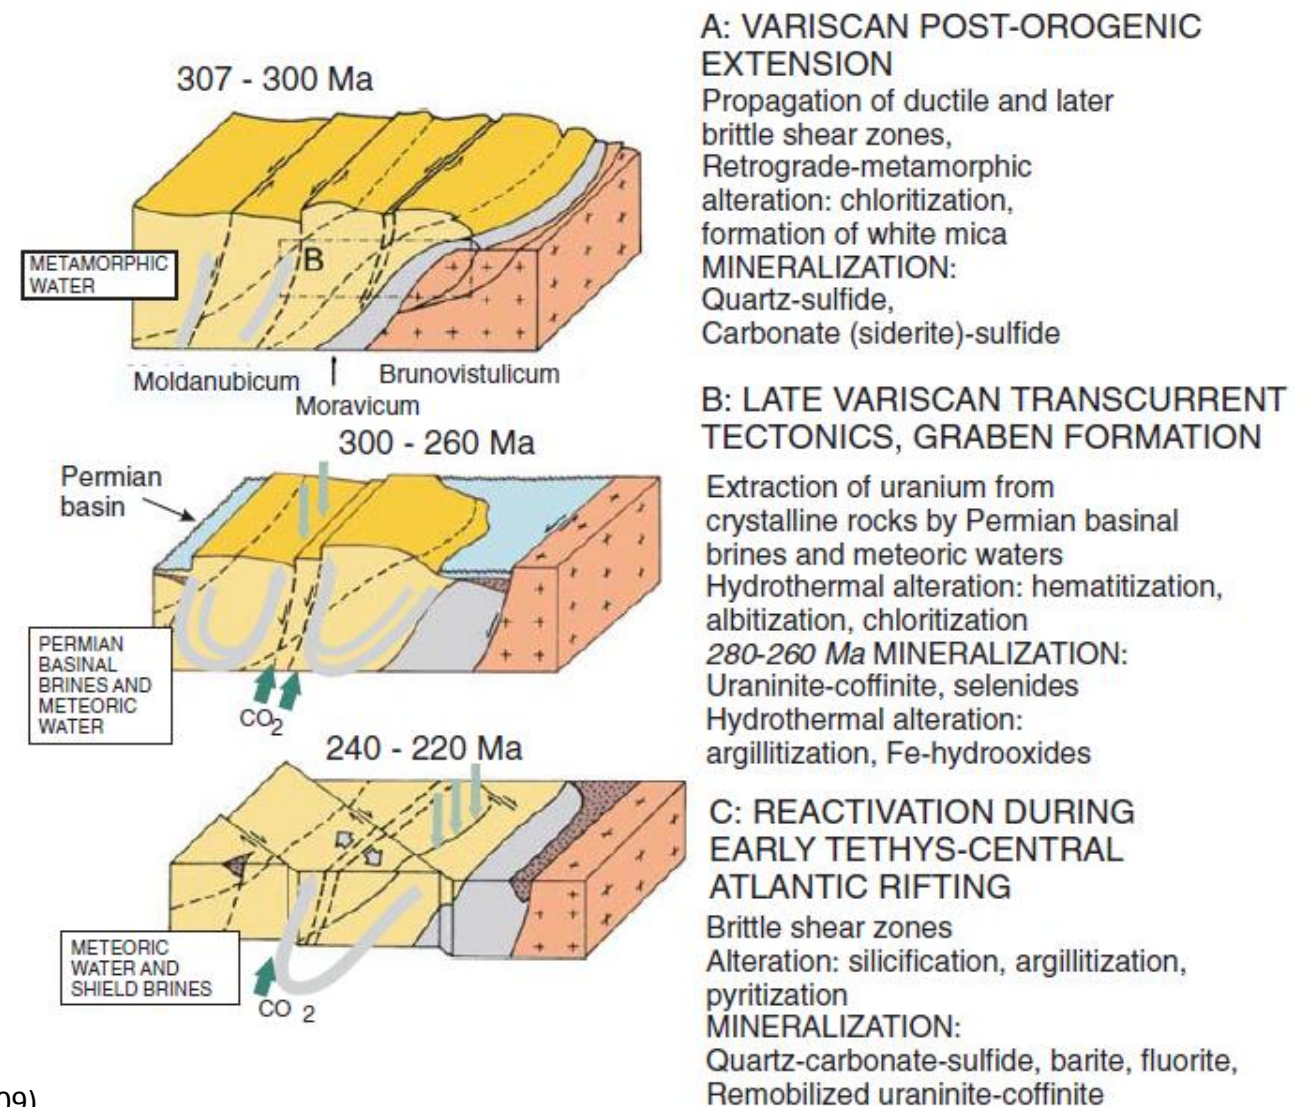 307 - 300 Ma
METAMORPHIC
WATER
B
Moldanubicum
Moravicum
Brunovistulicum
A: VARISCAN POST-OROGENIC
EXTENSION
Propagation of ductile and later
brittle shear zones,
Retrograde-metamorphic
alteration: chloritization,
formation of white mica
MINERALIZATION:
Quartz-sulfide,
Carbonate (siderite)-sulfide
300 - 260 Ma
Permian
basin
PERMIAN
BASINAL
BRINES AND
METEORIC
WATER
CO2
B: LATE VARISCAN TRANSCURRENT
TECTONICS, GRABEN FORMATION
Extraction of uranium from
crystalline rocks by Permian basinal
brines and meteoric waters
Hydrothermal alteration: hematitization,
albitization, chloritization
280-260 Ma MINERALIZATION:
Uraninite-coffinite, selenides
Hydrothermal alteration:
argillitization, Fe-hydrooxides
240 - 220 Ma
METEORIC
WATER AND
SHIELD BRINES
CO 2
C: REACTIVATION DURING
EARLY TETHYS-CENTRAL
ATLANTIC RIFTING
Brittle shear zones
Alteration: silicification, argillitization,
pyritization
MINERALIZATION:
Quartz-carbonate-sulfide, barite, fluorite,
Remobilized uraninite-coffinite
09)